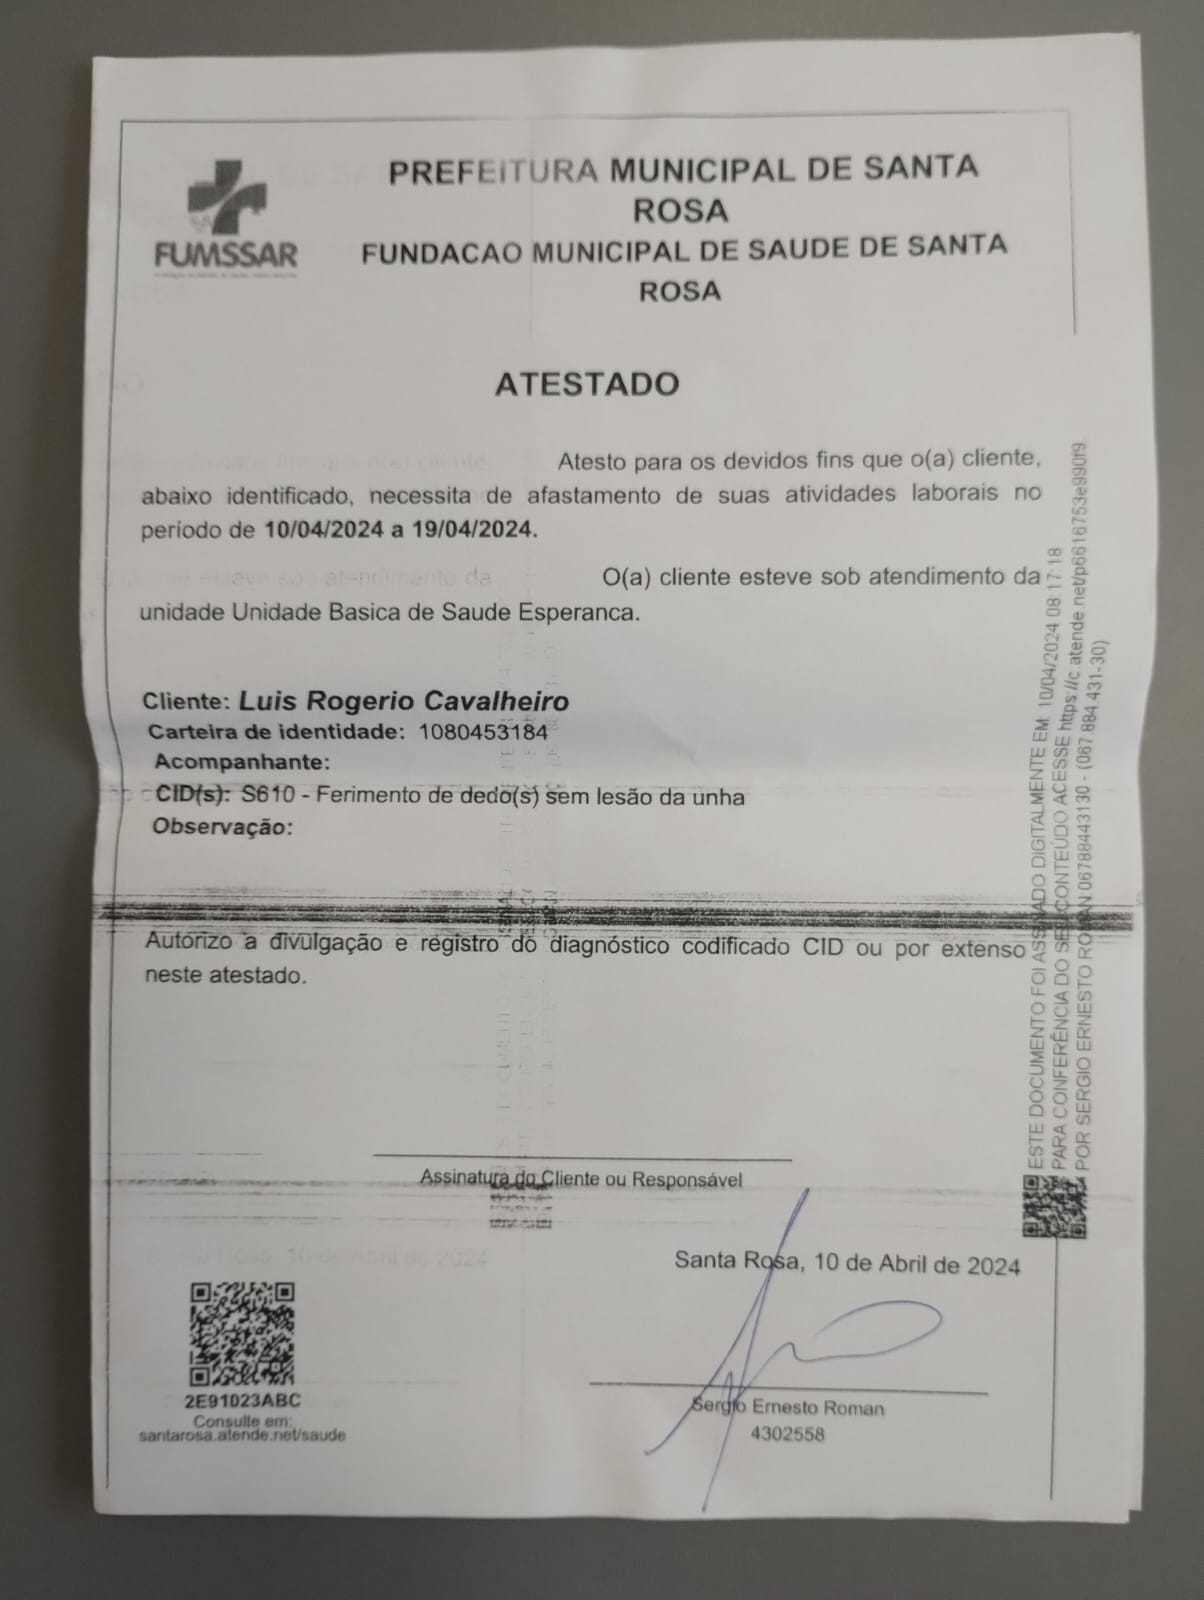 FUMSSAR
PREFEITURA MUNICIPAL DE SANTA
ROSA
FUNDACAO MUNICIPAL DE SAUDE DE SANTA
ROSA
ATESTADO
Atesto para os devidos fins que o(a) cliente,
abaixo identificado, necessita de afastamento de suas atividades laborais no
periodo de 10/04/2024 a 19/04/2024.
O(a) cliente esteve sob atendimento da
unidade Unidade Basica de Saude Esperanca.
Cliente: Luis Rogerio Cavalheiro
Carteira de identidade: 1080453184
Acompanhante:
CID(s): S610 - Ferimento de dedo(s) sem lesão da unha
Observação:
Autorizo a divulgação e registro do diagnóstico codificado CID ou por extenso
neste atestado.
Assinatura do Cliente ou Responsável
Santa Rosa, 10 de Abril de 2024
Sergio Ernesto Roman
4302558
2E91023ABC
Consulte em:
santarosa.atende.net/saude
ESTE DOCUMENTO FOI ASSINADO DIGITALMENTE EM: 10/04/2024 08:17:18
PARA CONFERÊNCIA DO SEU CONTEÚDO ACESSE https://c.atende.net/p6616753e990f9
POR SERGIO ERNESTO ROMAN 06788443130 - (067.884.431-30)